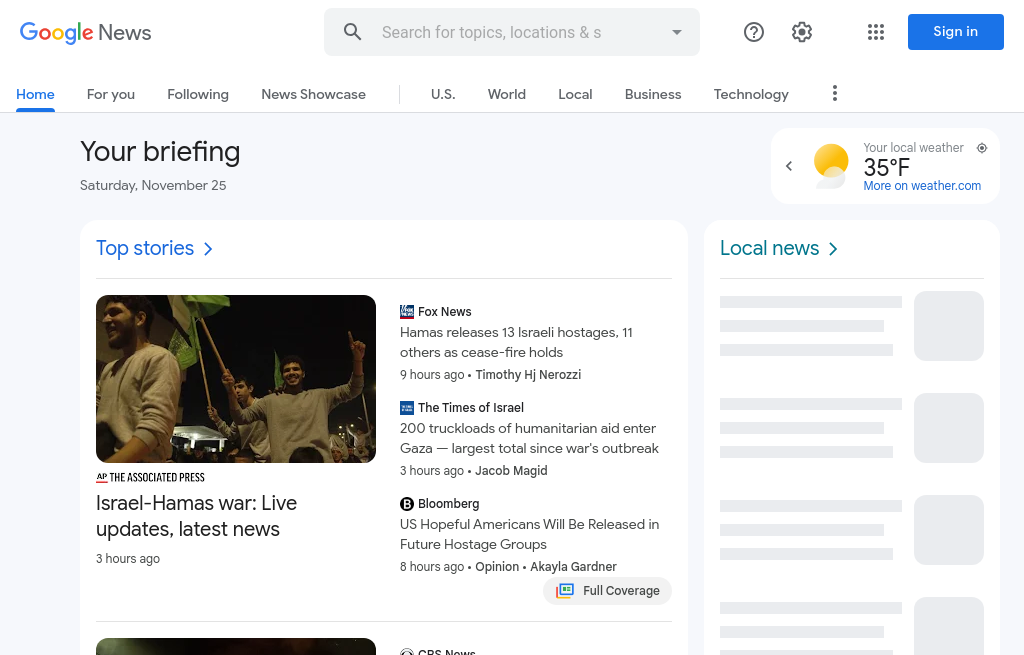 Google News
Search for topics, locations & s
Sign in
Home
For you
Following
News Showcase
U.S.
World
Local
Business
Technology
Your briefing
Saturday, November 25
Your local weather
35°F
More on weather.com
Top stories
AP THE ASSOCIATED PRESS
Israel-Hamas war: Live
updates, latest news
3 hours ago
Fox News
Hamas releases 13 Israeli hostages, 11
others as cease-fire holds
9 hours ago • Timothy Hj Nerozzi
The Times of Israel
200 truckloads of humanitarian aid enter
Gaza — largest total since war's outbreak
3 hours ago • Jacob Magid
B Bloomberg
US Hopeful Americans Will Be Released in
Future Hostage Groups
8 hours ago • Opinion • Akayla Gardner
Full Coverage
CBS News
Local news